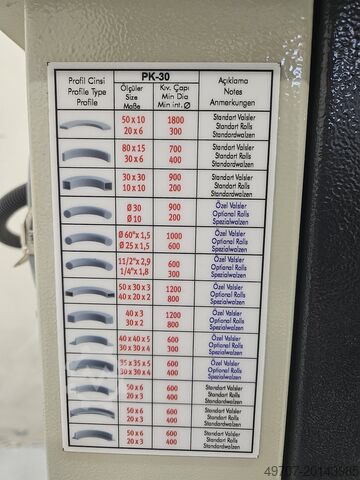 PK-30
Profil Cinsi
Profile Type
Profile
Ölçüler
Size
Maße
Kıv. Çapı
Min Dia
Min int. Ø
Açıklama
Notes
Anmerkungen
50 x 10 1800 Standart Valsler
20 x 6 300 Standart Rolls
Standardwalzen
80 x 15 700 Standart Valsler
30 x 6 400 Standart Rolls
Standardwalzen
30 x 30 900 Standart Valsler
10 x 10 200 Standart Rolls
Standardwalzen
Ø 30 900 Özel Valsler
Ø 10 200 Optional Rolls
Spezialwalzen
Ø 60"x 1,5 1000 Özel Valsler
Ø 25 x 1,5 600 Optional Rolls
Spezialwalzen
11/2"x 2,9 600 Özel Valsler
1/4"x 1,8 300 Optional Rolls
Spezialwalzen
50 x 30 x 3 1200 Özel Valsler
40 x 20 x 2 800 Optional Rolls
Spezialwalzen
40 x 3 1200 Özel Valsler
30 x 2 800 Optional Rolls
Spezialwalzen
40 x 40 x 5 600 Özel Valsler
30 x 30 x 4 300 Optional Rolls
Spezialwalzen
35 x 35 x 5 600 Özel Valsler
30 x 30 x 4 400 Optional Rolls
Spezialwalzen
50 x 6 600 Standart Valsler
20 x 3 400 Standart Rolls
Standardwalzen
50 x 6 600 Standart Valsler
20 x 3 400 Standart Rolls
Standardwalzen
50 x 6 600 Standart Valsler
20 x 3 400 Standart Rolls
Standardwalzen